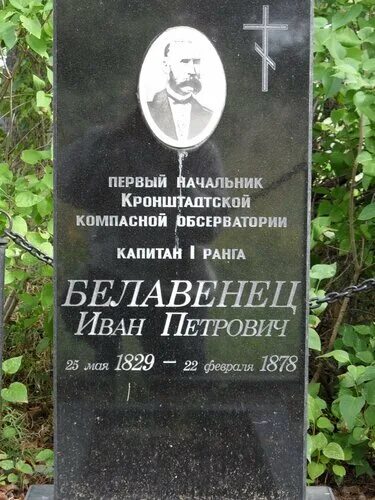 ПЕРВЫЙ НАЧАЛЬНИК
КРОНШТАДТСКОЙ
КОМПАСНОЙ ОБСЕРВАТОРИИ
КАПИТАН I РАНГА
БЕЛАВЕНЕЦ
ИВАН ПЕТРОВИЧ
25 мая 1829 – 22 февраля 1878